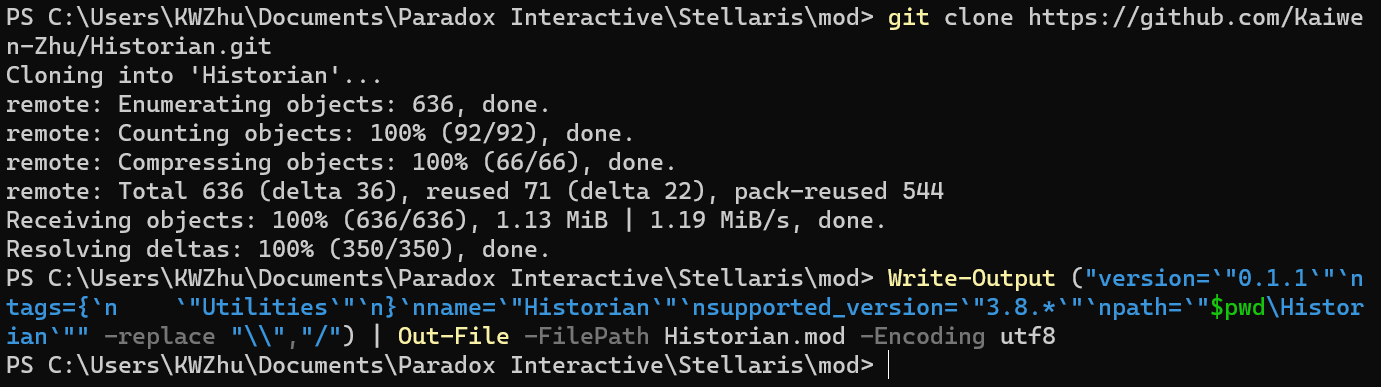 PS C:\Users\KWZhu\Documents\Paradox Interactive\Stellaris\mod> git clone https://github.com/Kaiwe
n-Zhu/Historian.git
Cloning into 'Historian'...
remote: Enumerating objects: 636, done.
remote: Counting objects: 100% (92/92), done.
remote: Compressing objects: 100% (66/66), done.
remote: Total 636 (delta 36), reused 71 (delta 22), pack-reused 544
Receiving objects: 100% (636/636), 1.13 MiB | 1.19 MiB/s, done.
Resolving deltas: 100% (350/350), done.
PS C:\Users\KWZhu\Documents\Paradox Interactive\Stellaris\mod> Write-Output ("version=`"0.1.1`"`n
tags={`n    `"Utilities`"`n}`nname=`"Historian`"`nsupported_version=`"3.8.*`"`npath=`"$pwd\Histor
ian`"" -replace "\\","/") | Out-File -FilePath Historian.mod -Encoding utf8
PS C:\Users\KWZhu\Documents\Paradox Interactive\Stellaris\mod>